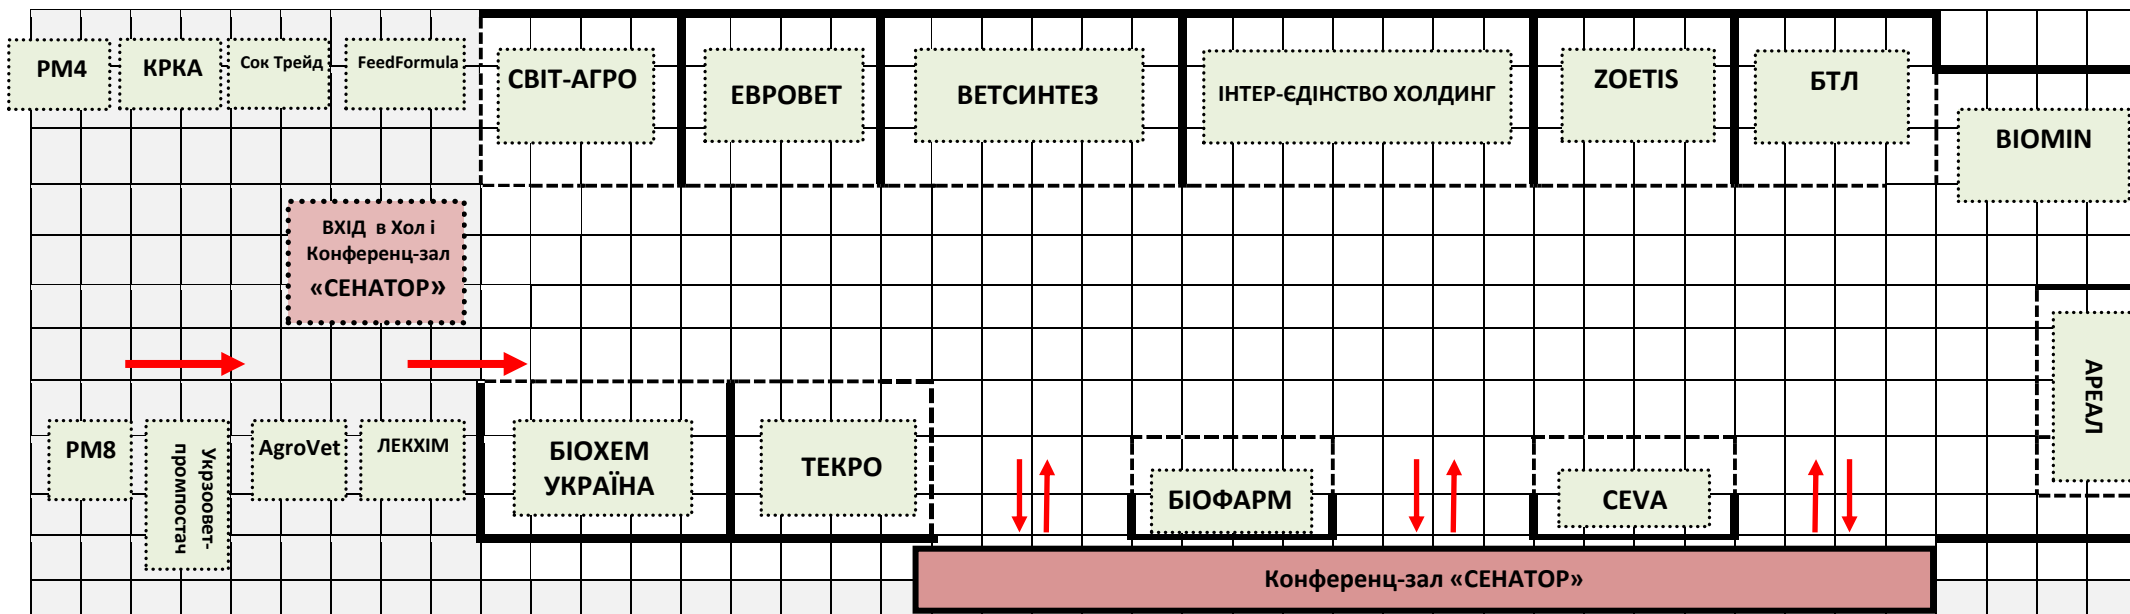 РМ4
КРКА
Сок Трейд
FeedFormula
СВІТ-АГРО
ЕВРОВЕТ
ВЕТСИНТЕЗ
ІНТЕР-ЄДІНСТВО ХОЛДИНГ
ZOETIS
БТЛ
BIOMIN
ВХІД в Хол і
Конференц-зал
«СЕНАТОР»
АРЕАЛ
РМ8
Укрзоовет-
промпостач
AgroVet
ЛЕКХІМ
БІОХЕМ
УКРАЇНА
ТЕКРО
БІОФАРМ
CEVA
Конференц-зал «СЕНАТОР»